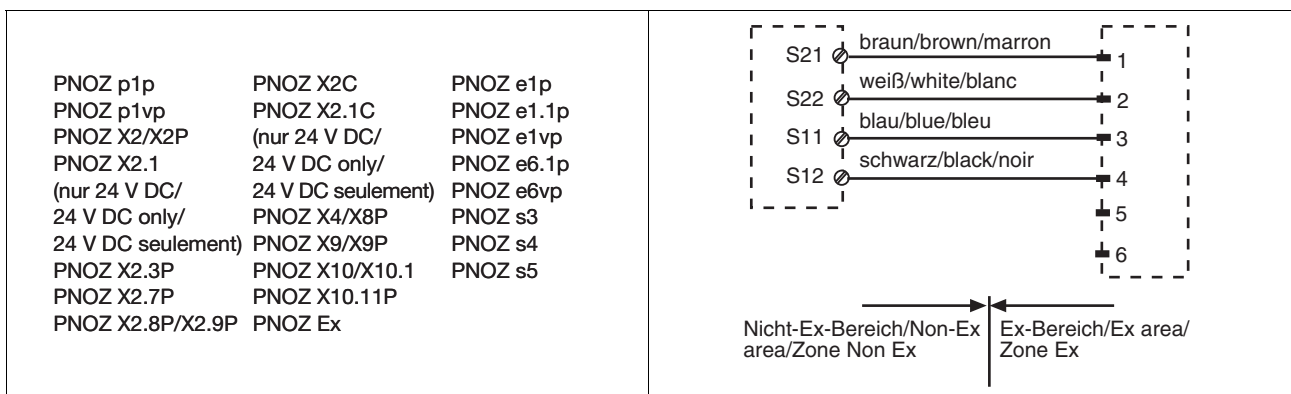 PNOZ p1p
PNOZ p1vp
PNOZ X2/X2P
PNOZ X2.1
(nur 24 V DC/
24 V DC only/
24 V DC seulement)
PNOZ X2.3P
PNOZ X2.7P
PNOZ X2.8P/X2.9P
PNOZ X2C
PNOZ X2.1C
(nur 24 V DC/
24 V DC only/
24 V DC seulement)
PNOZ X4/X8P
PNOZ X9/X9P
PNOZ X10/X10.1
PNOZ X10.11P
PNOZ Ex
PNOZ e1p
PNOZ e1.1p
PNOZ e1vp
PNOZ e6.1p
PNOZ e6vp
PNOZ s3
PNOZ s4
PNOZ s5
S21 braun/brown/marron 1
S22 weiß/white/blanc 2
S11 blau/blue/bleu 3
S12 schwarz/black/noir 4
5
6
Nicht-Ex-Bereich/Non-Ex
area/Zone Non Ex
Ex-Bereich/Ex area/
Zone Ex